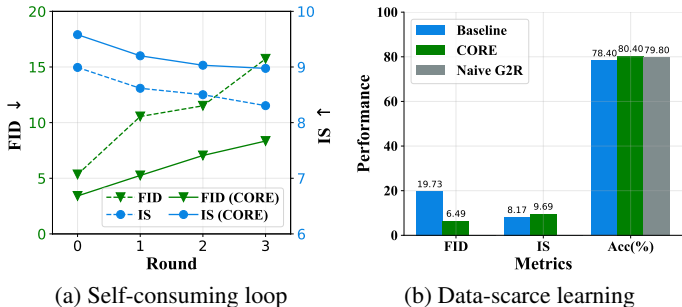 FID ↓
20
15
10
5
0
0
1
2
3
Round
10
9
8
7
6
IS ↑
FID
IS
FID (CORE)
IS (CORE)
(a) Self-consuming loop
Performance
100
80
60
40
20
0
Baseline
CORE
Naive G2R
19.73
6.49
8.17
9.69
78.40
80.40
79.80
FID
IS
Acc(%)
Metrics
(b) Data-scarce learning